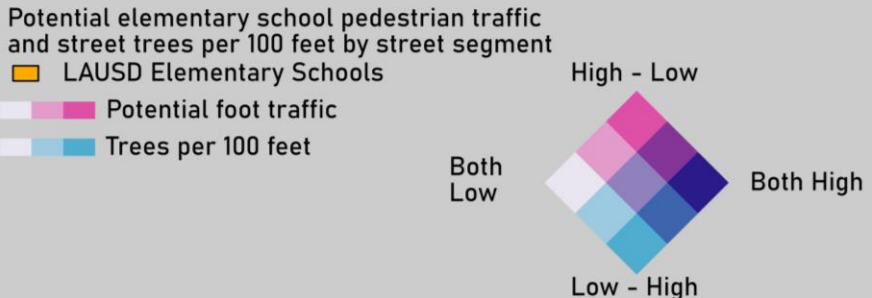 Potential elementary school pedestrian traffic
and street trees per 100 feet by street segment
LAUSD Elementary Schools
Potential foot traffic
Trees per 100 feet
High - Low
Both
Low
Both High
Low - High